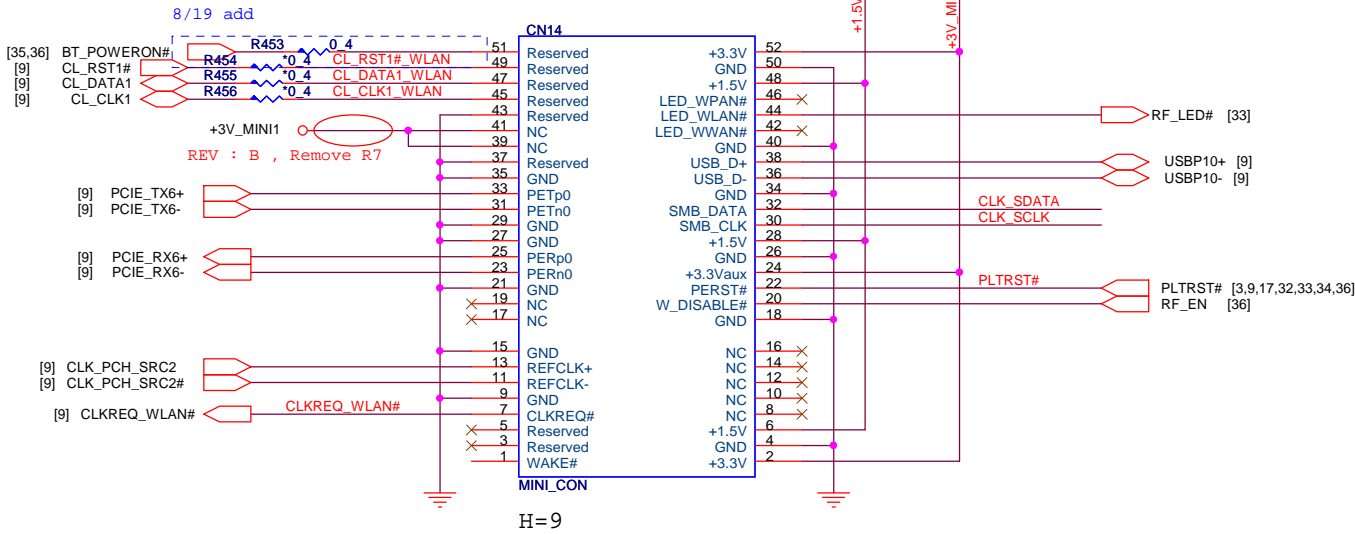 8/19 add
+1.5V
+3V_MI
CN14
[35,36] BT_POWERON# R453 0_4 51 Reserved +3.3V 52
[9] CL_RST1# R454 *0_4 CL_RST1#_WLAN 49 Reserved GND 50
[9] CL_DATA1 R455 *0_4 CL_DATA1_WLAN 47 Reserved +1.5V 48
[9] CL_CLK1 R456 *0_4 CL_CLK1_WLAN 45 Reserved LED_WPAN# 46
43 Reserved LED_WLAN# 44 RF_LED# [33]
+3V_MINI1 41 NC LED_WWAN# 42
39 NC GND 40
REV : B , Remove R7
37 Reserved USB_D+ 38 USBP10+ [9]
35 GND USB_D- 36 USBP10- [9]
[9] PCIE_TX6+ 33 PETp0 GND 34
[9] PCIE_TX6- 31 PETn0 SMB_DATA 32 CLK_SDATA
29 GND SMB_CLK 30 CLK_SCLK
27 GND +1.5V 28
[9] PCIE_RX6+ 25 PERp0 GND 26
[9] PCIE_RX6- 23 PERn0 +3.3Vaux 24
21 GND PERST# 22 PLTRST# PLTRST# [3,9,17,32,33,34,36]
19 NC W_DISABLE# 20 RF_EN [36]
17 NC GND 18
15 GND NC 16
[9] CLK_PCH_SRC2 13 REFCLK+ NC 14
[9] CLK_PCH_SRC2# 11 REFCLK- NC 12
9 GND NC 10
[9] CLKREQ_WLAN# CLKREQ_WLAN# 7 CLKREQ# NC 8
5 Reserved +1.5V 6
3 Reserved GND 4
1 WAKE# +3.3V 2
MINI_CON
H=9